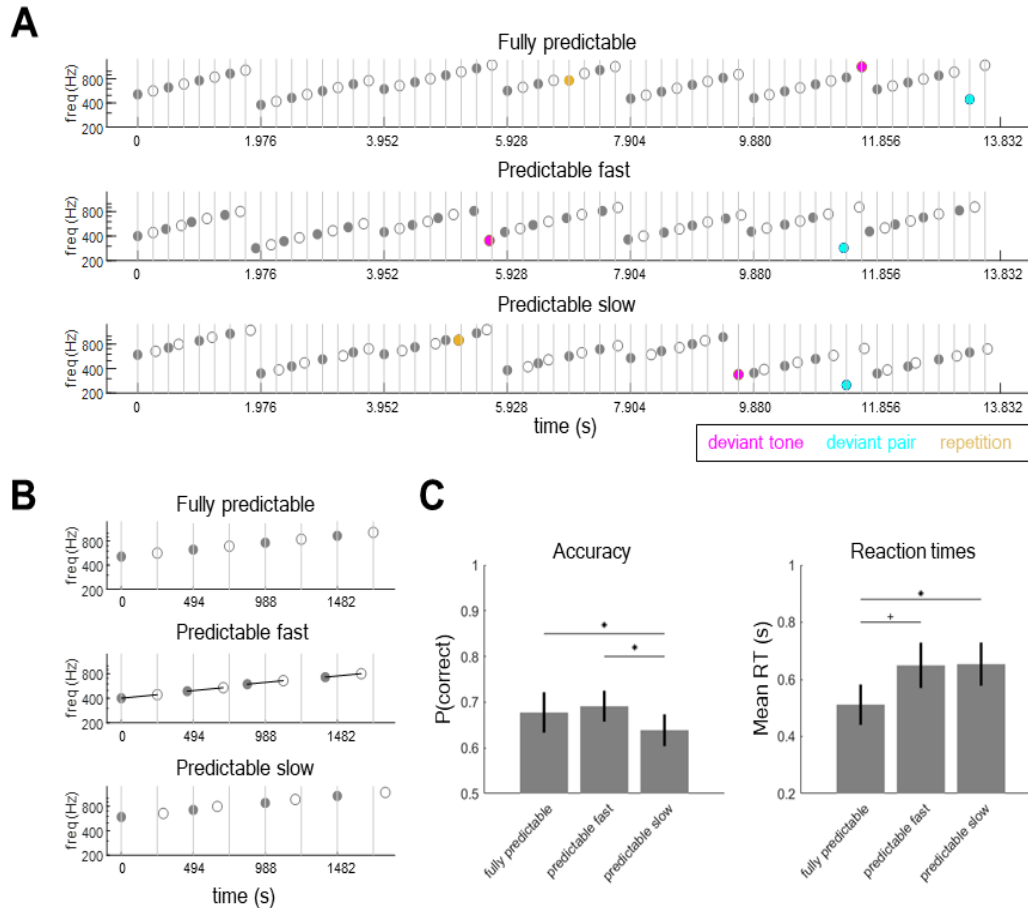 A
Fully predictable
freq (Hz)
800
400
200
0 1.976 3.952 5.928 7.904 9.880 11.856 13.832
Predictable fast
freq (Hz)
800
400
200
0 1.976 3.952 5.928 7.904 9.880 11.856 13.832
Predictable slow
freq (Hz)
800
400
200
0 1.976 3.952 5.928 7.904 9.880 11.856 13.832
time (s)
deviant tone deviant pair repetition
B
Fully predictable
freq (Hz)
800
400
200
0 494 988 1482
Predictable fast
freq (Hz)
800
400
200
0 494 988 1482
Predictable slow
freq (Hz)
800
400
200
0 494 988 1482
time (s)
C
Accuracy
P(correct)
1
0.9
0.8
0.7
0.6
0.5
*
*
fully predictable
predictable fast
predictable slow
Reaction times
Mean RT (s)
1
0.8
0.6
0.4
0.2
*
+
fully predictable
predictable fast
predictable slow